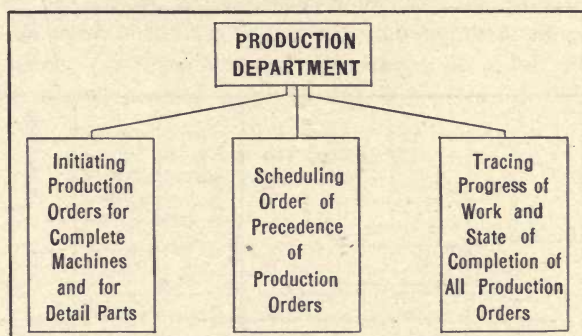 PRODUCTION
DEPARTMENT
Initiating
Production
Orders for
Complete
Machines
and for
Detail Parts
Scheduling
Order of
Precedence
of
Production
Orders
Tracing
Progress of
Work and
State of
Completion of
All Production
Orders